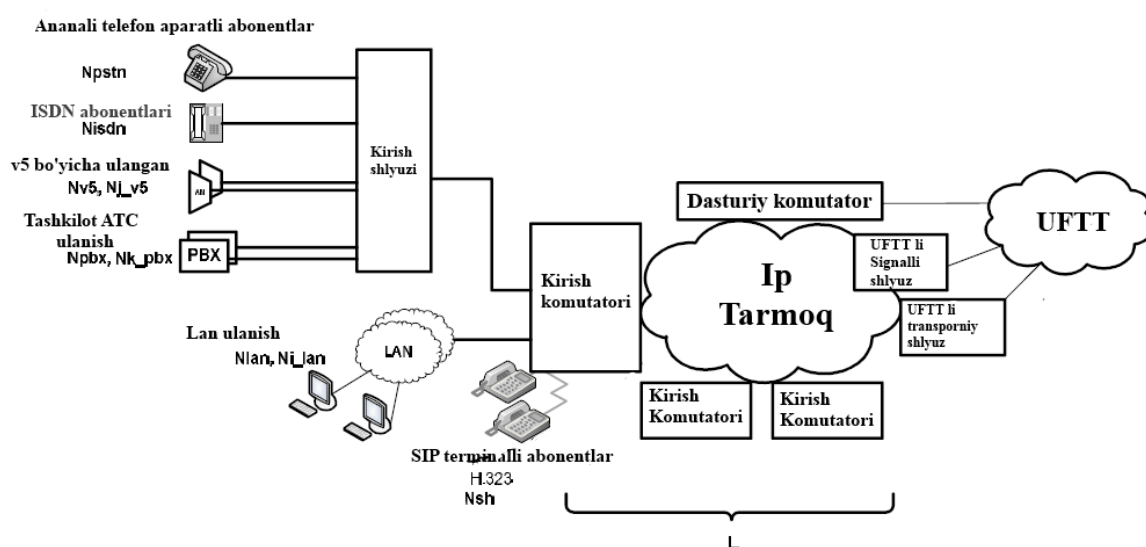 Ananali telefon aparatli abonentlar
Npstn
ISDN abonentlari
Nisdn
v5 bo'yicha ulangan
Nv5, Nj_v5
AN
Tashkilot ATC
ulanish
Npbx, Nk_pbx
PBX
Kirish
shlyuzi
Lan ulanish
Nlan, Ni_lan
LAN
SIP terminalli abonentlar
H.323
Nsh
Kirish
komutatori
Dasturiy komutator
Ip
Tarmoq
UFTT li
Signalli
shlyuz
UFTT li
transporniy
shlyuz
UFTT
Kirish
Komutatori
Kirish
Komutatori
L